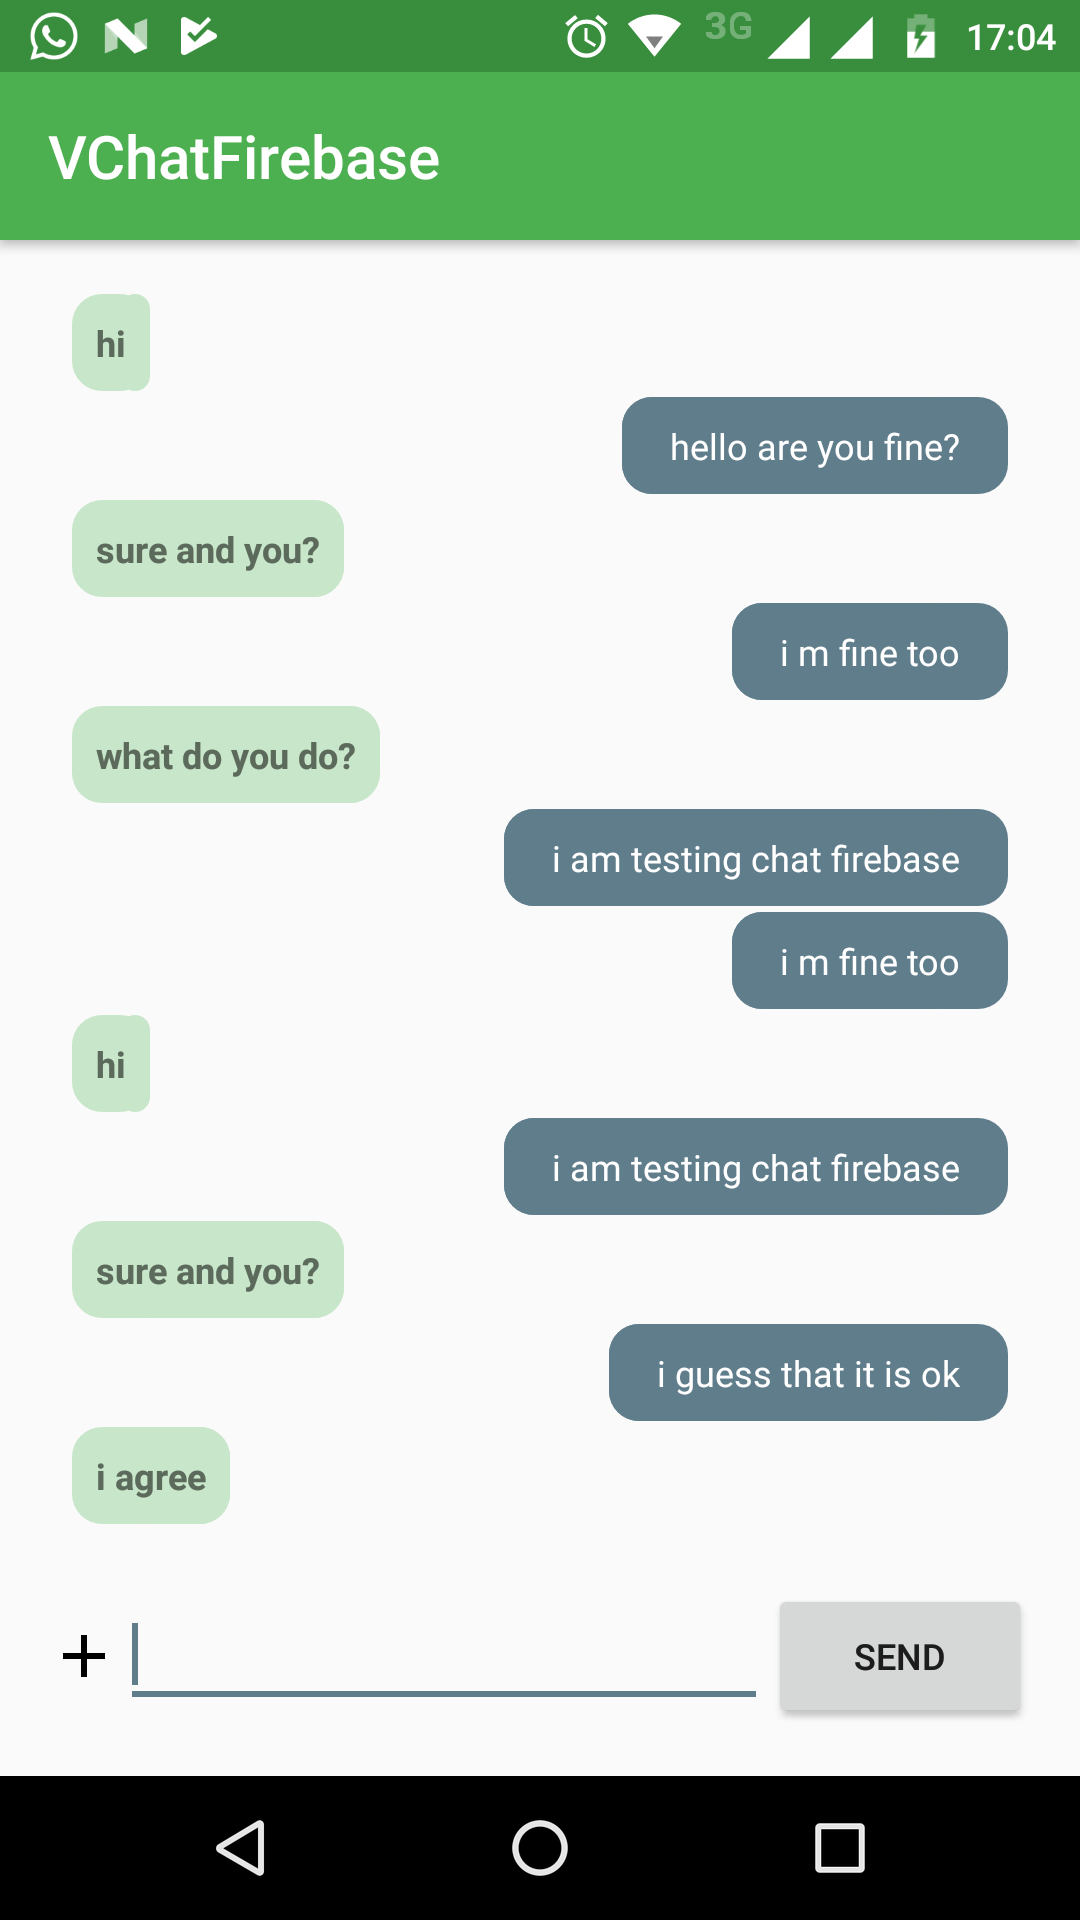 3G 17:04
VChatFirebase
hi
hello are you fine?
sure and you?
i m fine too
what do you do?
i am testing chat firebase
i m fine too
hi
i am testing chat firebase
sure and you?
i guess that it is ok
i agree
SEND